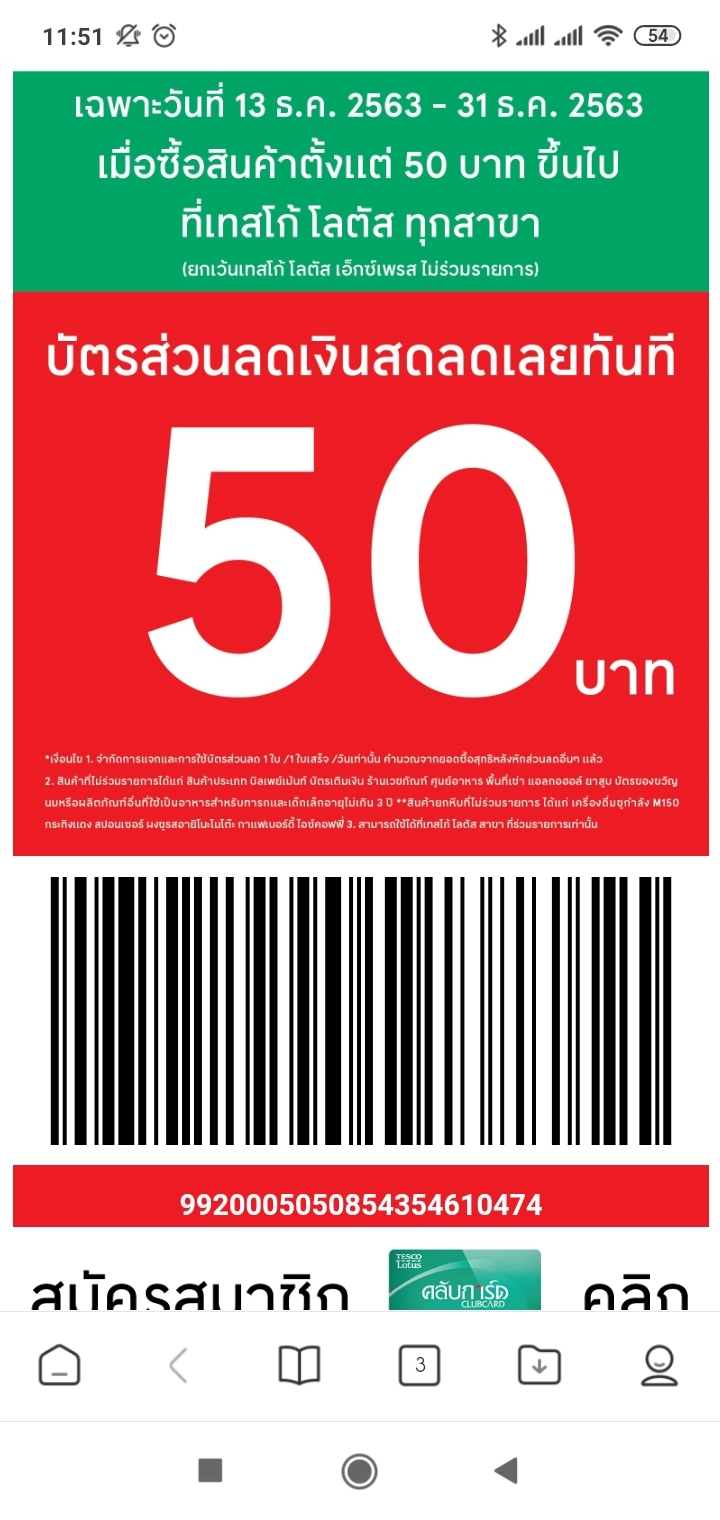 11:51
54
เฉพาะวันที่ 13 ธ.ค. 2563 - 31 ธ.ค. 2563
เมื่อซื้อสินค้าตั้งแต่ 50 บาท ขึ้นไป
ที่เทสโก้ โลตัส ทุกสาขา
(ยกเว้นเทสโก้ โลตัส เอ็กซ์เพรส ไม่ร่วมรายการ)
บัตรส่วนลดเงินสดลดเลยทันที
50
บาท
*เงื่อนไข 1. จำกัดการแจกและการใช้บัตรส่วนลด 1 ใบ /1 ใบเสร็จ /วันเท่านั้น คำนวณจากยอดซื้อสุทธิหลังหักส่วนลดอื่นๆ แล้ว
2. สินค้าที่ไม่ร่วมรายการได้แก่ สินค้าประเภท บิลเพย์เม้นท์ บัตรเติมเงิน ร้านเวชภัณฑ์ ศูนย์อาหาร พื้นที่เช่า แอลกอฮอล์ ยาสูบ บัตรของขวัญ
นมหรือผลิตภัณฑ์อื่นที่ใช้เป็นอาหารสำหรับทารกและเด็กเล็กอายุไม่เกิน 3 ปี **สินค้ายกหีบที่ไม่ร่วมรายการ ได้แก่ เครื่องดื่มชูกำลัง M150
กระทิงแดง สปอนเซอร์ ผงชูรสอายิโนะโมโต๊ะ กาแฟเบอร์ดี้ ไอซ์คอฟฟี่ 3. สามารถใช้ได้ที่เทสโก้ โลตัส สาขา ที่ร่วมรายการเท่านั้น
9920005050854354610474
สมัครสมาชิก
TESCO
Lotus
คลับการ์ด
CLUBCARD
คลิก
3